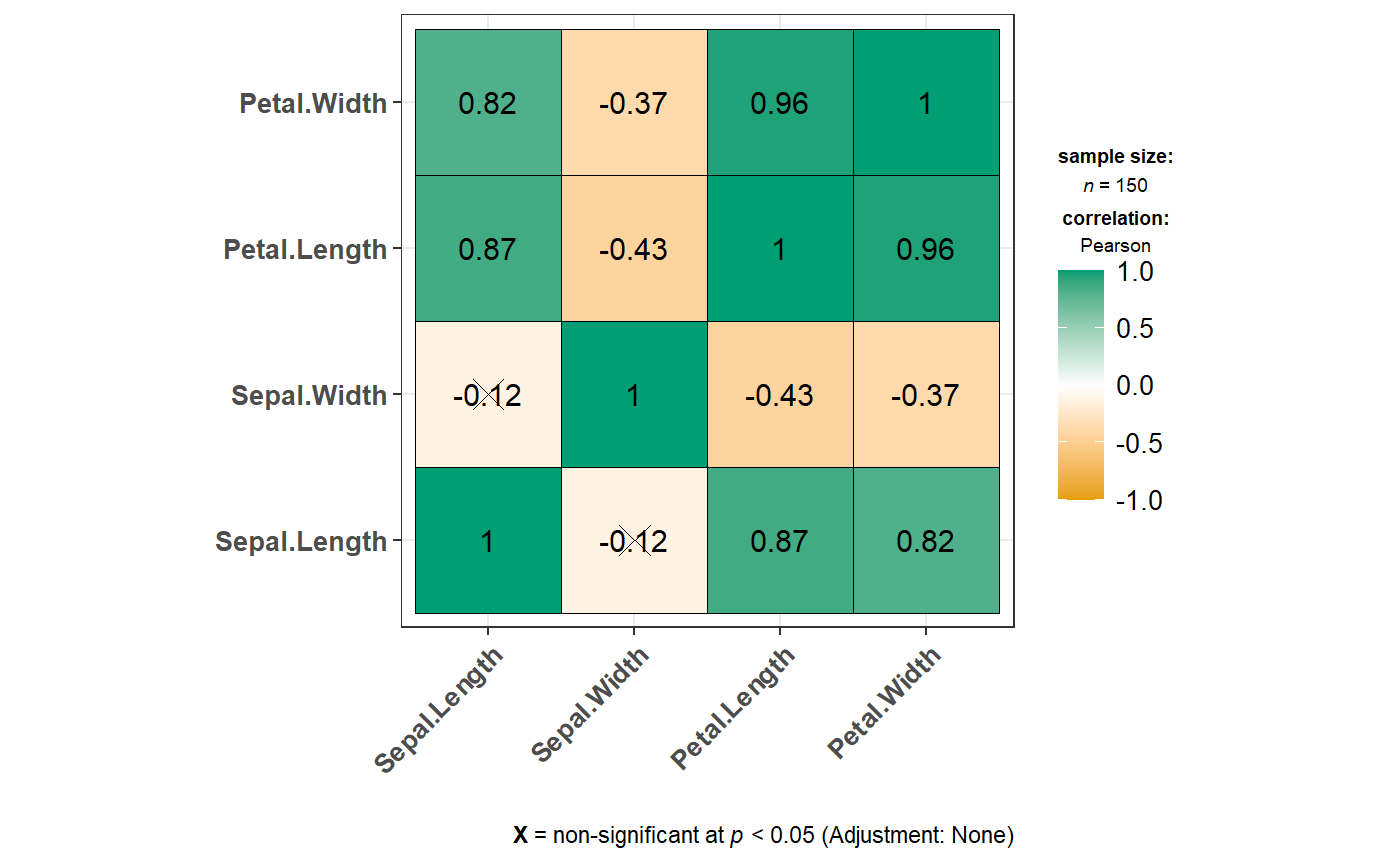 Petal.Width 0.82 -0.37 0.96 1
Petal.Length 0.87 -0.43 1 0.96
Sepal.Width -0.12 1 -0.43 -0.37
Sepal.Length 1 -0.12 0.87 0.82
Sepal.Length Sepal.Width Petal.Length Petal.Width
sample size:
n = 150
correlation:
Pearson
1.0
0.5
0.0
-0.5
-1.0
X = non-significant at p < 0.05 (Adjustment: None)